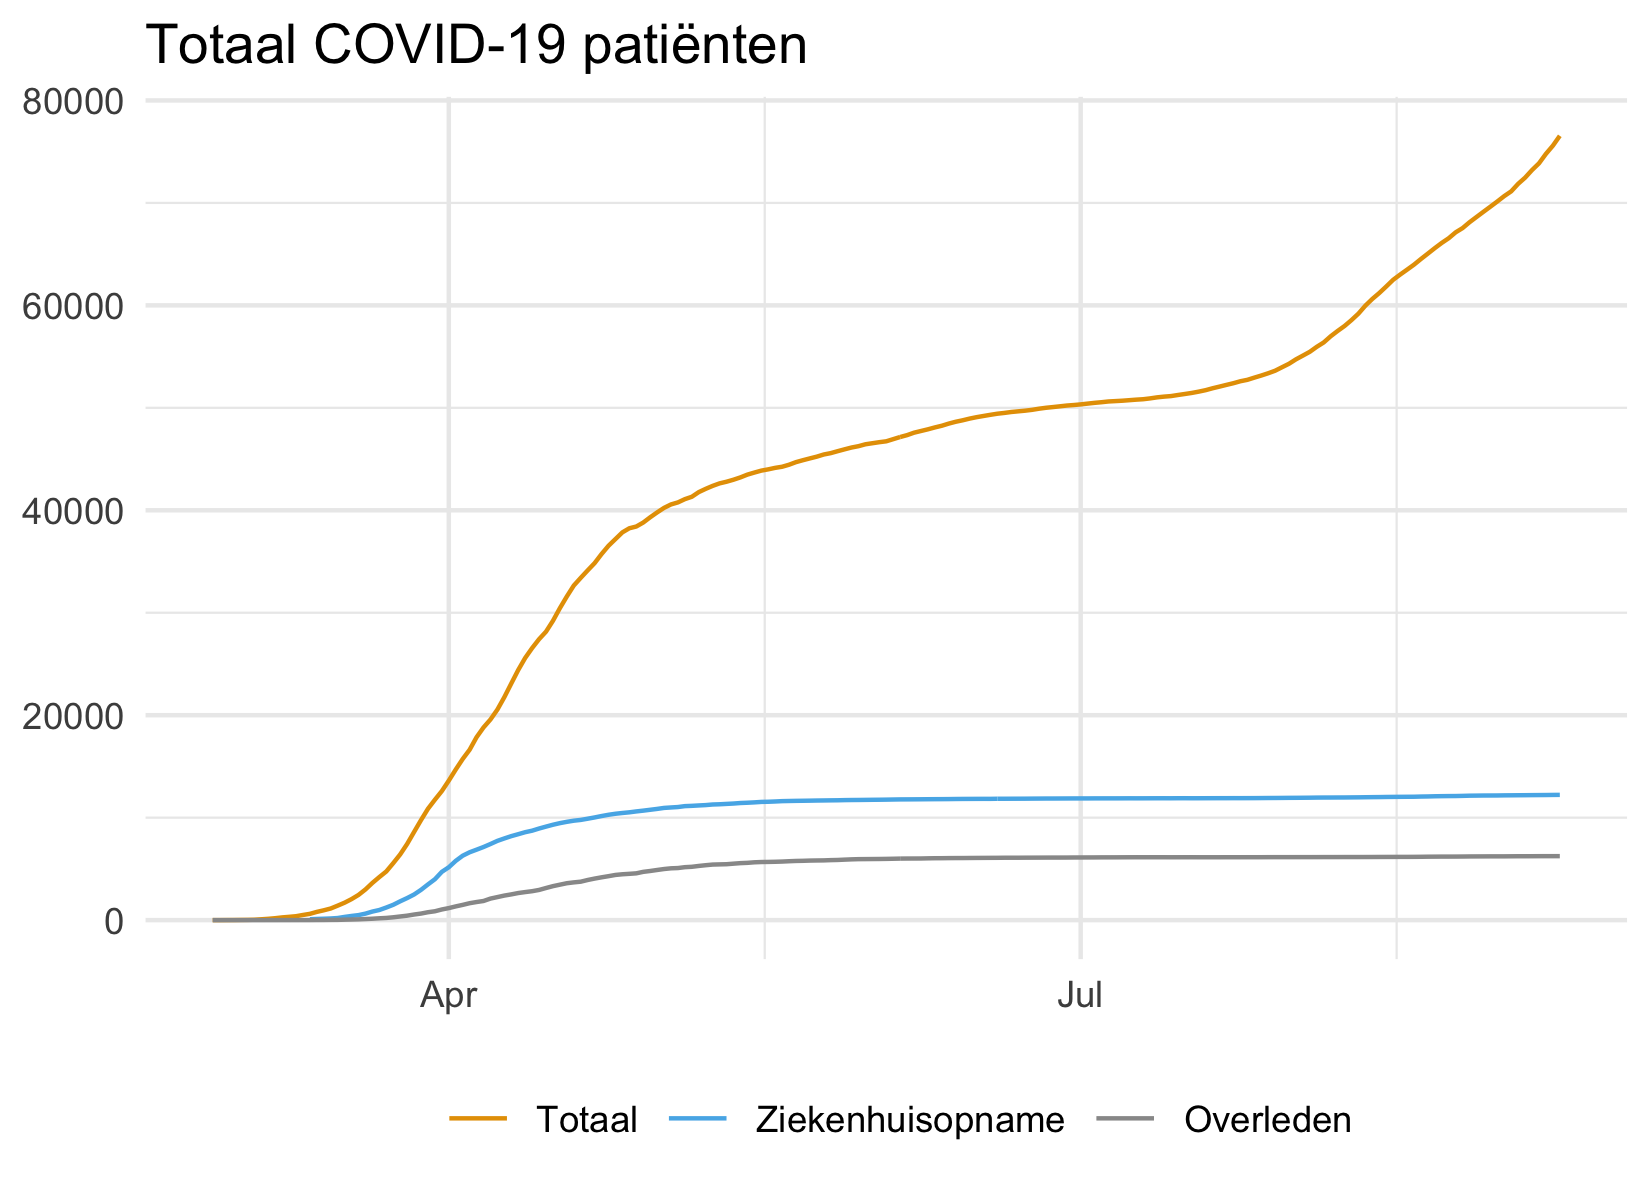 Totaal COVID-19 patiënten
80000
60000
40000
20000
0
Apr Jul
Totaal Ziekenhuisopname Overleden